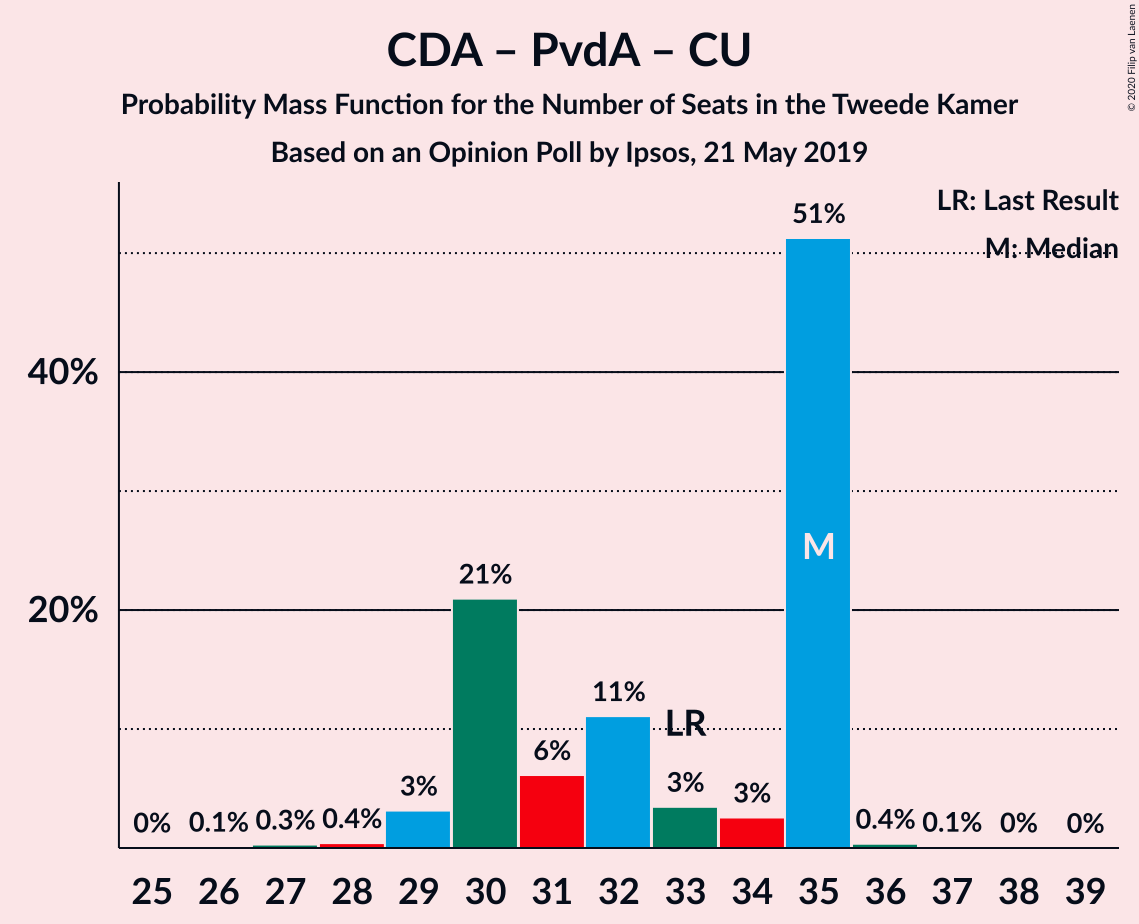 CDA – PvdA – CU
Probability Mass Function for the Number of Seats in the Tweede Kamer
Based on an Opinion Poll by Ipsos, 21 May 2019
© 2020 Filip van Laenen
LR: Last Result
M: Median
40%
20%
0%
0.1%
0.3%
0.4%
3%
21%
6%
11%
LR
3%
3%
51%
M
0.4%
0.1%
0%
0%
25 26 27 28 29 30 31 32 33 34 35 36 37 38 39